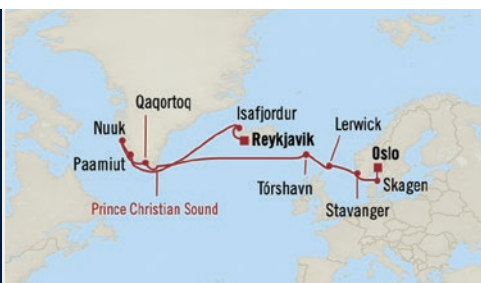 Qaqortoq
Isafjordur
Nuuk
Reykjavik
Lerwick
Oslo
Paamiut
Tórshavn
Skagen
Prince Christian Sound
Stavanger